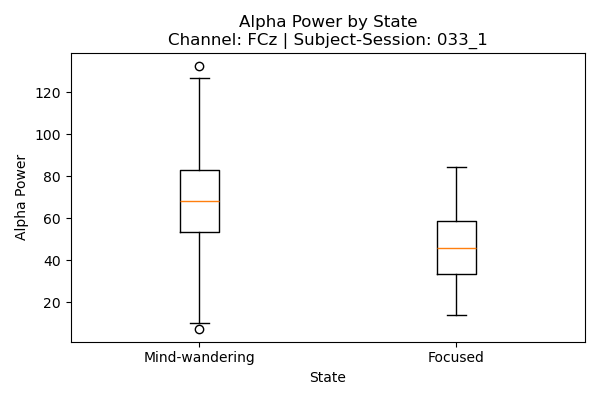 Alpha Power by State
Channel: FCz | Subject-Session: 033_1
Alpha Power
120
100
80
60
40
20
Mind-wandering
Focused
State